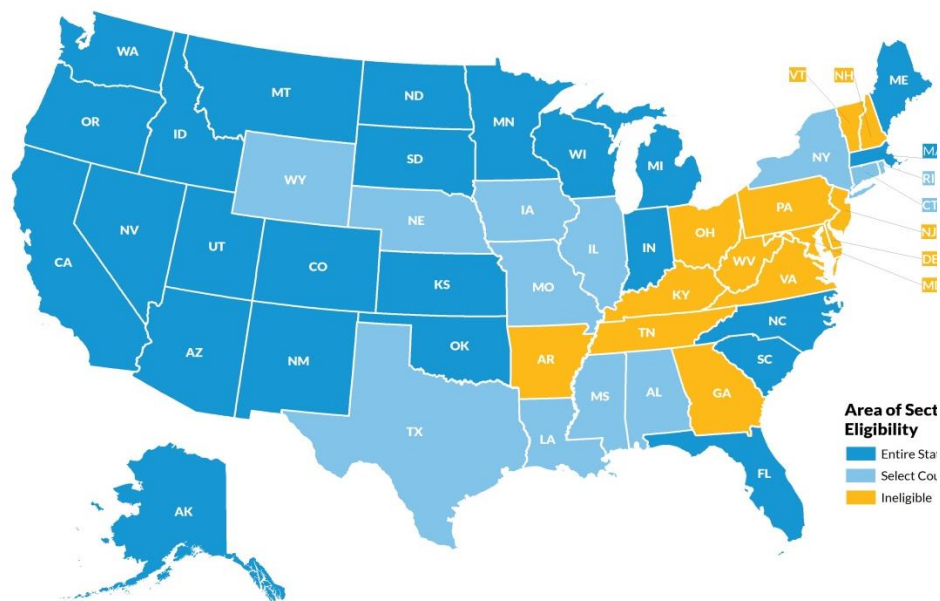 WA
OR
ID
MT
ND
MN
WI
MI
SD
WY
NV
UT
CA
CO
NE
IA
IL
IN
KS
MO
OH
PA
NY
VT
NH
ME
MA
RI
CT
NJ
DE
WV
VA
KY
TN
NC
SC
AZ
NM
OK
AR
MS
AL
GA
TX
LA
FL
AK
Area of Sect
Eligibility
Entire Stat
Select Cou
Ineligible